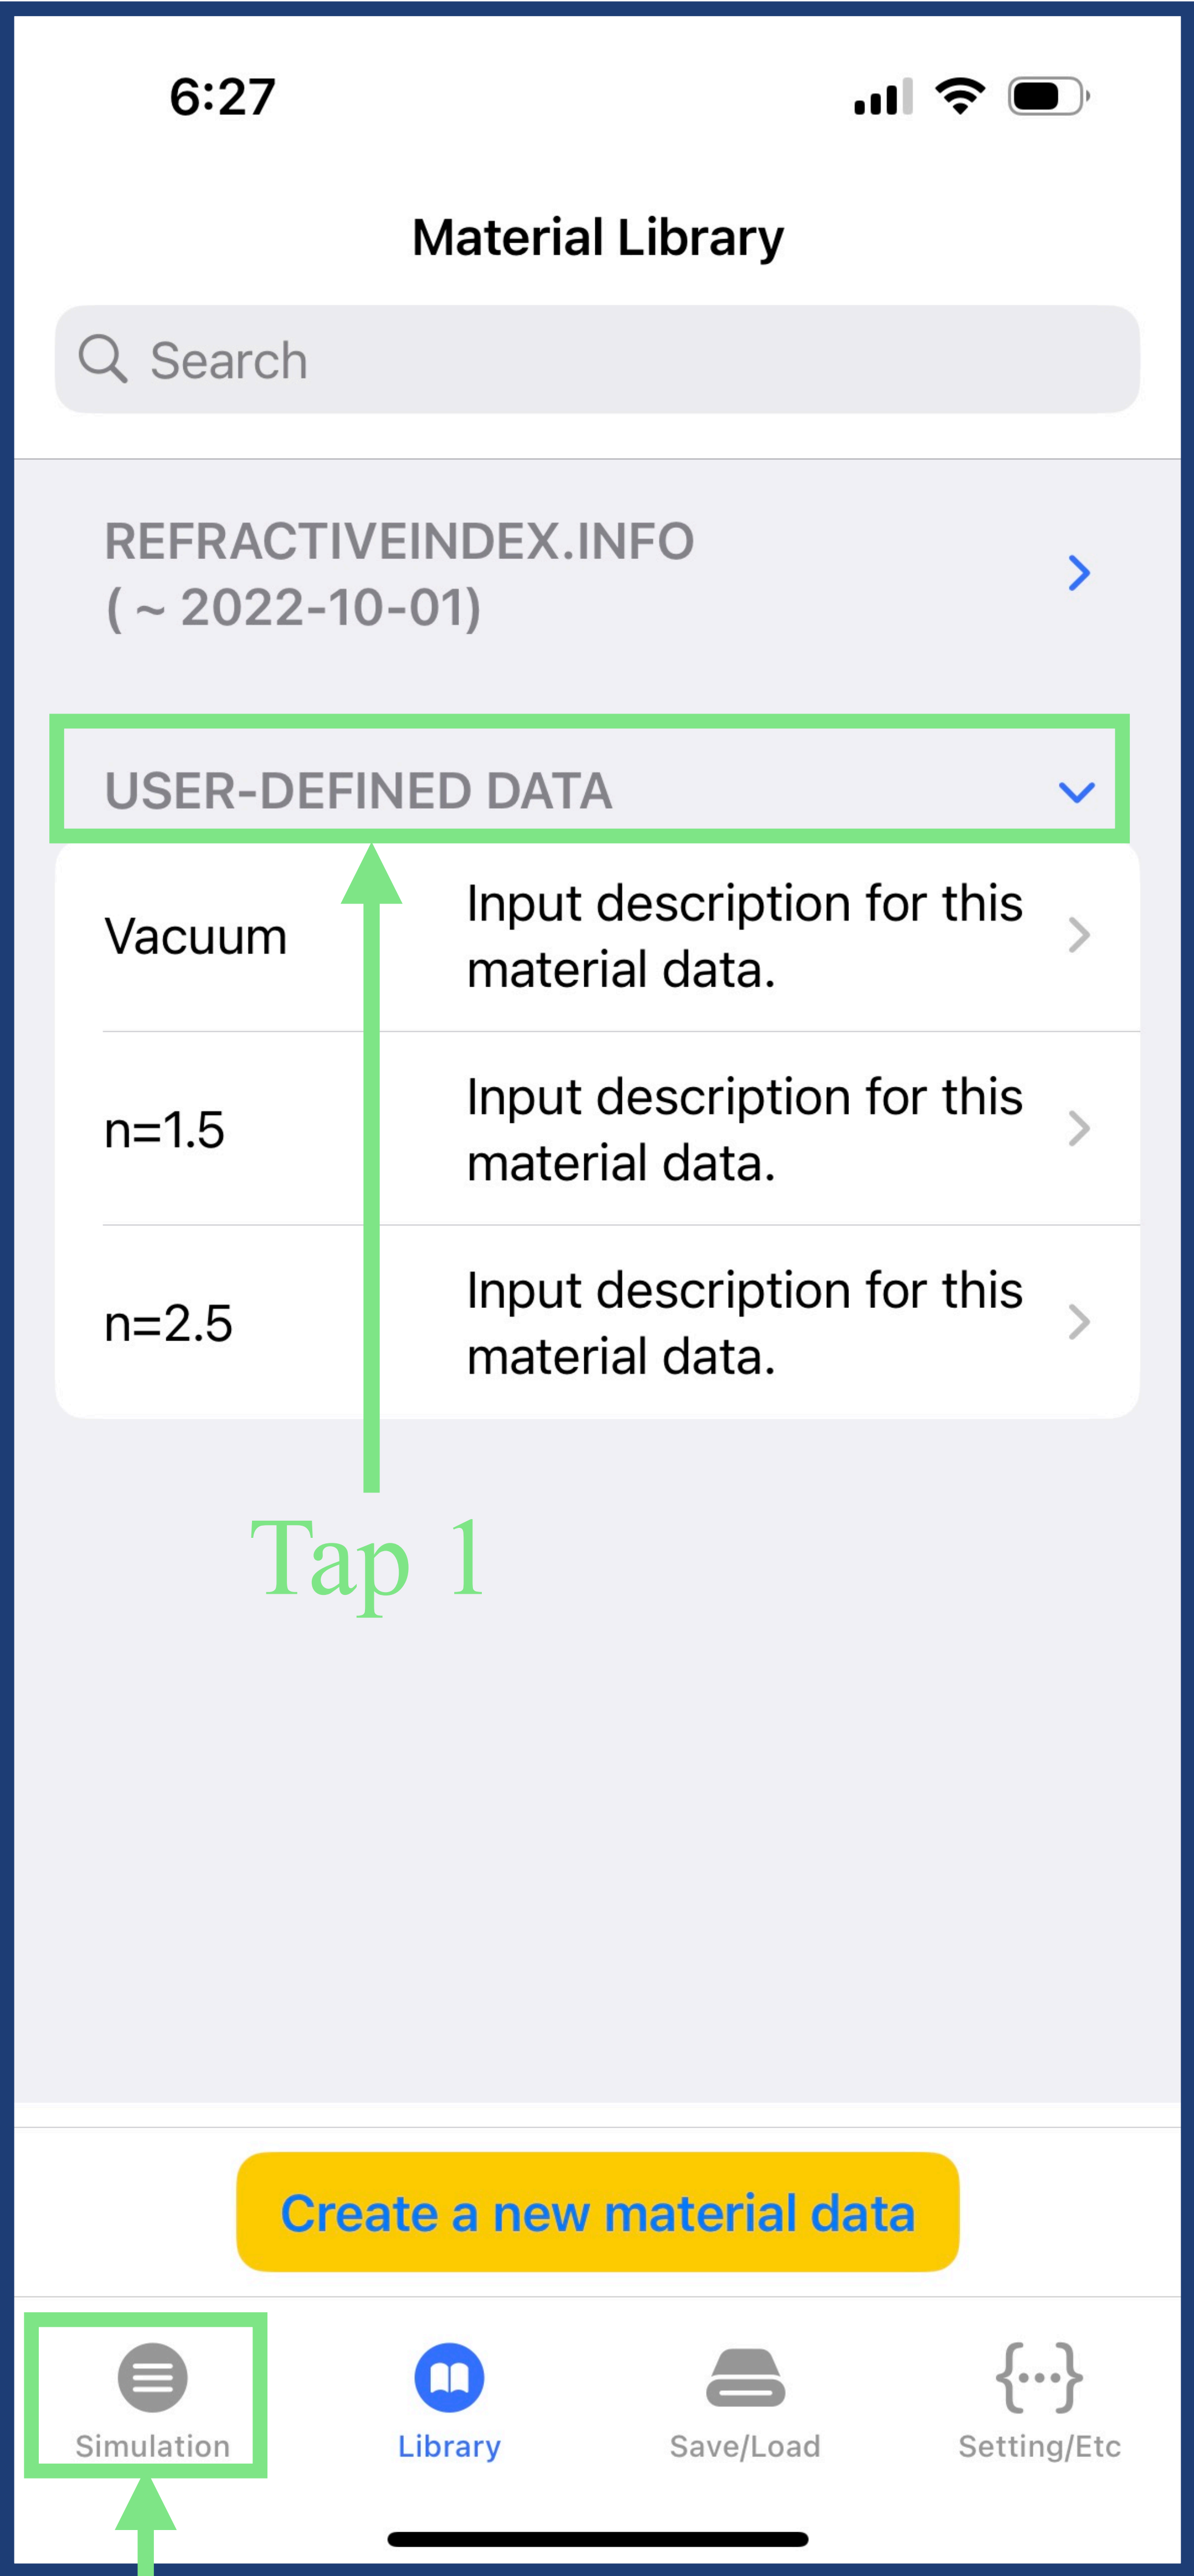 6:27
Material Library
Search
REFRACTIVEINDEX.INFO
( ~ 2022-10-01)
USER-DEFINED DATA
Vacuum
Input description for this
material data.
n=1.5
Input description for this
material data.
n=2.5
Input description for this
material data.
Tap 1
Create a new material data
Simulation
Library
Save/Load
Setting/Etc